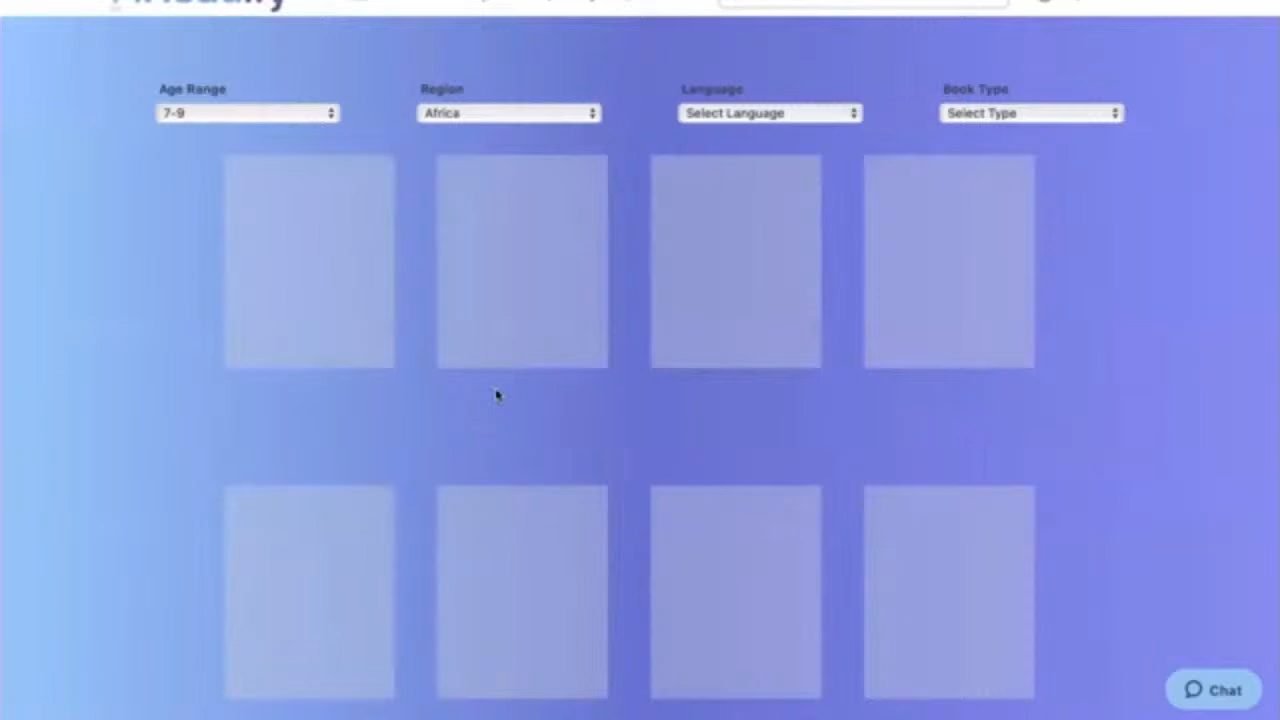 Age Range
Region
Language
Book Type
7-9
Africa
Select Language
Select Type
Chat